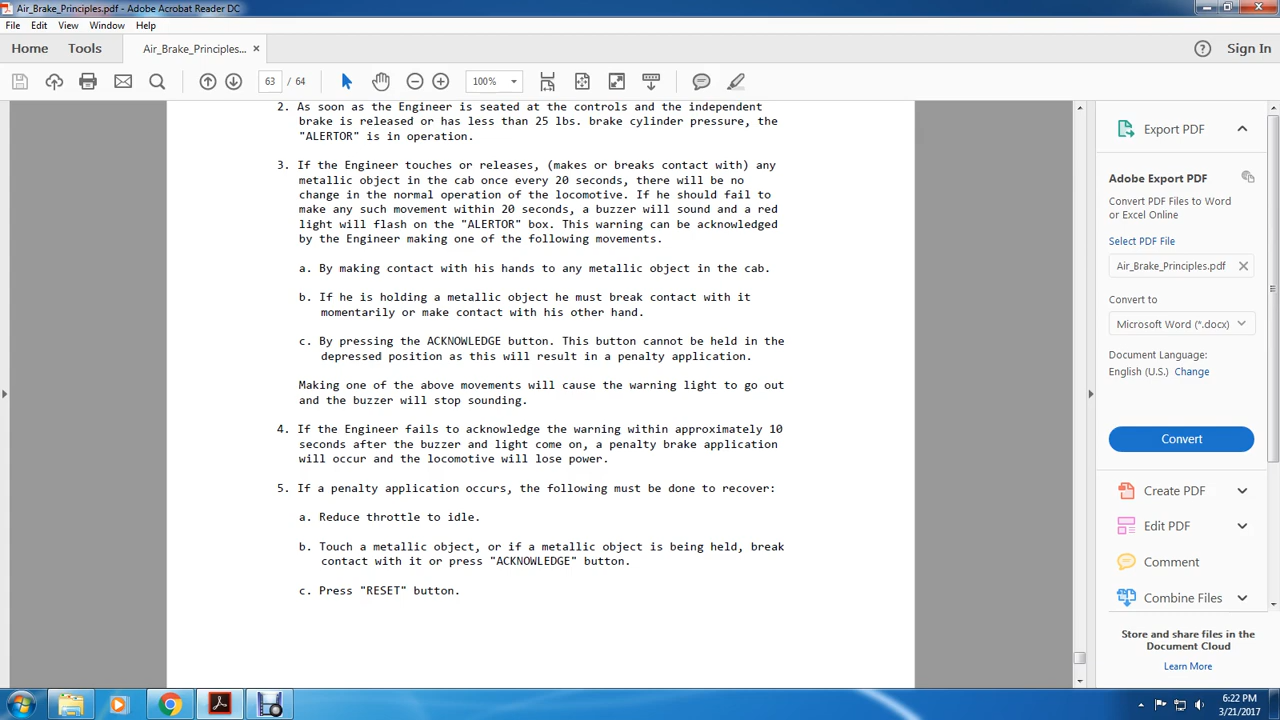 Air_Brake_Principles.pdf - Adobe Acrobat Reader DC
File Edit View Window Help
Home Tools Air_Brake_Principles... × Sign In
63 / 64 100%
2. As soon as the Engineer is seated at the controls and the independent
brake is released or has less than 25 lbs. brake cylinder pressure, the
"ALERTOR" is in operation.
3. If the Engineer touches or releases, (makes or breaks contact with) any
metallic object in the cab once every 20 seconds, there will be no
change in the normal operation of the locomotive. If he should fail to
make any such movement within 20 seconds, a buzzer will sound and a red
light will flash on the "ALERTOR" box. This warning can be acknowledged
by the Engineer making one of the following movements.
a. By making contact with his hands to any metallic object in the cab.
b. If he is holding a metallic object he must break contact with it
momentarily or make contact with his other hand.
c. By pressing the ACKNOWLEDGE button. This button cannot be held in the
depressed position as this will result in a penalty application.
Making one of the above movements will cause the warning light to go out
and the buzzer will stop sounding.
4. If the Engineer fails to acknowledge the warning within approximately 10
seconds after the buzzer and light come on, a penalty brake application
will occur and the locomotive will lose power.
5. If a penalty application occurs, the following must be done to recover:
a. Reduce throttle to idle.
b. Touch a metallic object, or if a metallic object is being held, break
contact with it or press "ACKNOWLEDGE" button.
c. Press "RESET" button.
Export PDF
Adobe Export PDF
Convert PDF Files to Word
or Excel Online
Select PDF File
Air_Brake_Principles.pdf
Convert to
Microsoft Word (*.docx)
Document Language:
English (U.S.) Change
Convert
Create PDF
Edit PDF
Comment
Combine Files
Store and share files in the
Document Cloud
Learn More
6:22 PM
3/21/2017